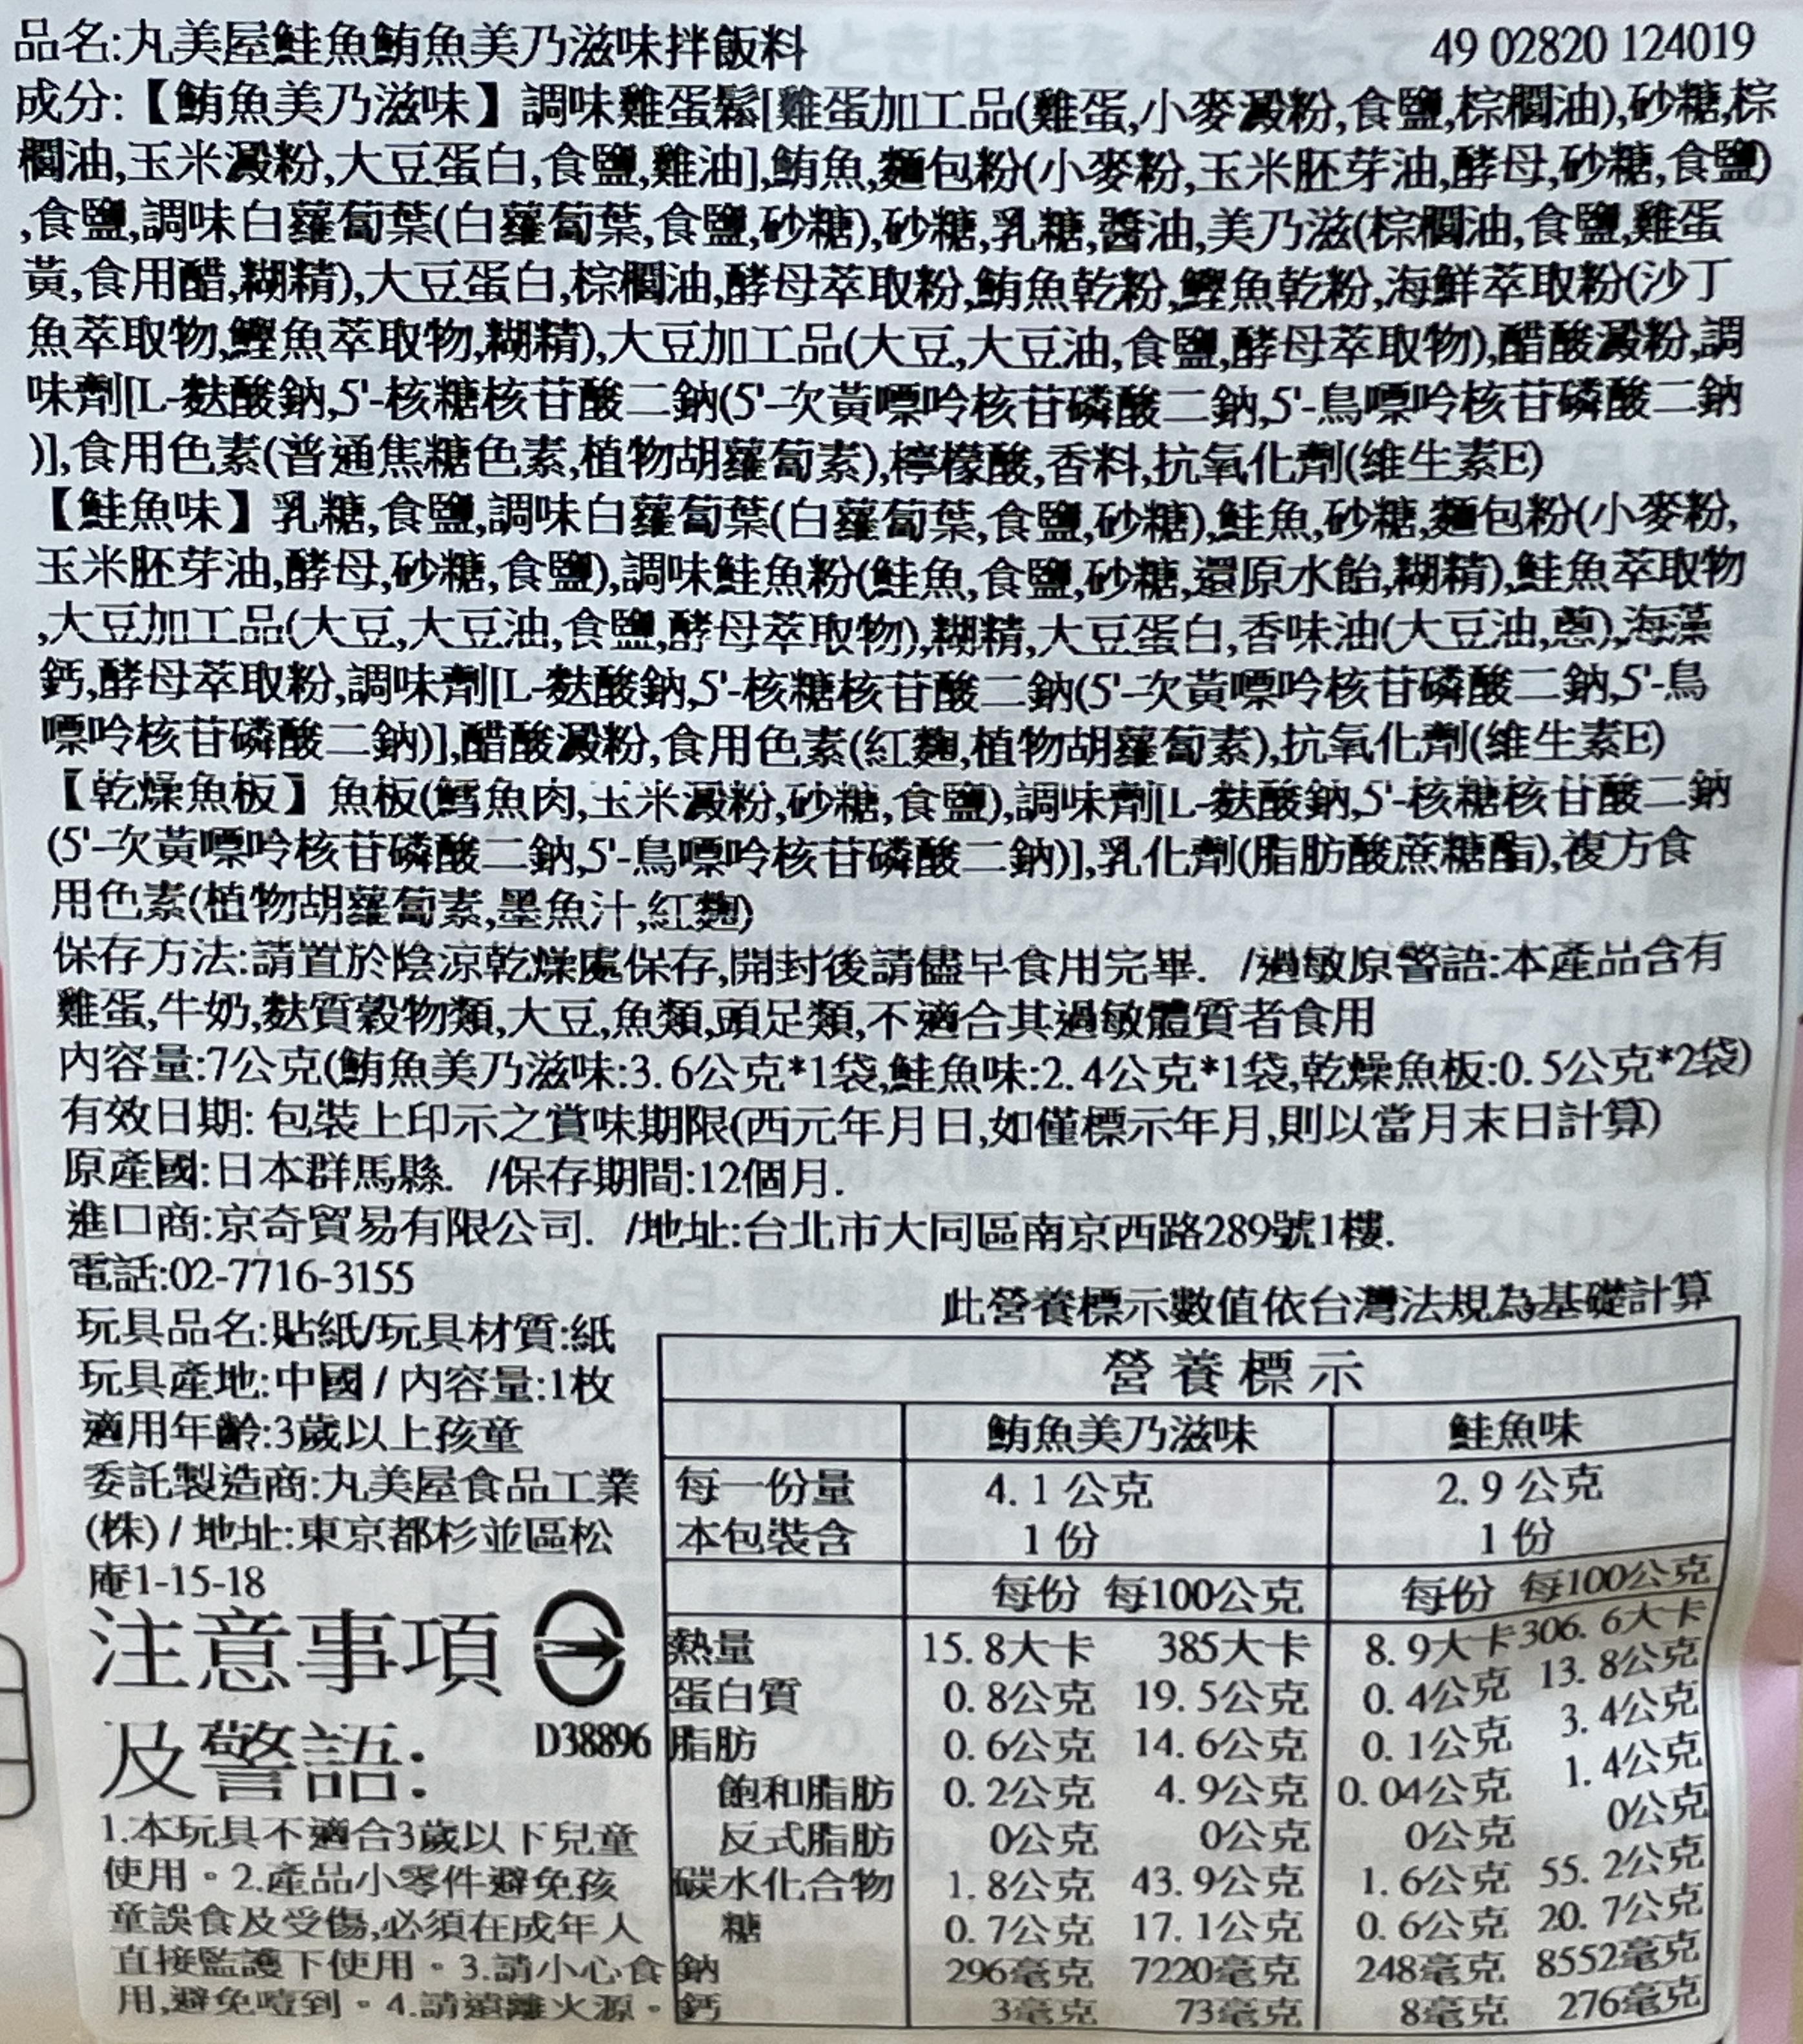 品名:丸美屋鮭魚鮪魚美乃滋味拌飯料
49 02820 124019
成分:【鮪魚美乃滋味】調味雞蛋鬆[雞蛋加工品(雞蛋,小麥澱粉,食鹽,棕櫚油),砂糖,棕
櫚油,玉米澱粉,大豆蛋白,食鹽,雞油],鮪魚,麵包粉(小麥粉,玉米胚芽油,酵母,砂糖,食鹽)
,食鹽,調味白蘿蔔葉(白蘿蔔葉,食鹽,砂糖),砂糖,乳糖,醬油,美乃滋(棕櫚油,食鹽,雞蛋
黃,食用醋,糊精),大豆蛋白,棕櫚油,酵母萃取粉,鮪魚乾粉,鰹魚乾粉,海鮮萃取粉(沙丁
魚萃取物,鰹魚萃取物,糊精),大豆加工品(大豆,大豆油,食鹽,酵母萃取物),醋酸澱粉,調
味劑[L-麩酸鈉,5'-核糖核苷酸二鈉(5'-次黃嘌呤核苷磷酸二鈉,5'-鳥嘌呤核苷磷酸二鈉
)],食用色素(普通焦糖色素,植物胡蘿蔔素),檸檬酸,香料,抗氧化劑(維生素E)
【鮭魚味】乳糖,食鹽,調味白蘿蔔葉(白蘿蔔葉,食鹽,砂糖),鮭魚,砂糖,麵包粉(小麥粉,
玉米胚芽油,酵母,砂糖,食鹽),調味鮭魚粉(鮭魚,食鹽,砂糖,還原水飴,糊精),鮭魚萃取物
,大豆加工品(大豆,大豆油,食鹽,酵母萃取物),糊精,大豆蛋白,香味油(大豆油,蔥),海藻
鈣,酵母萃取粉,調味劑[L-麩酸鈉,5'-核糖核苷酸二鈉(5'-次黃嘌呤核苷磷酸二鈉,5'-鳥
嘌呤核苷磷酸二鈉)],醋酸澱粉,食用色素(紅麴,植物胡蘿蔔素),抗氧化劑(維生素E)
【乾燥魚板】魚板(鱈魚肉,玉米澱粉,砂糖,食鹽),調味劑[L-麩酸鈉,5'-核糖核苷酸二鈉
(5'-次黃嘌呤核苷磷酸二鈉,5'-鳥嘌呤核苷磷酸二鈉)],乳化劑(脂肪酸蔗糖酯),複方食
用色素(植物胡蘿蔔素,墨魚汁,紅麴)
保存方法:請置於陰涼乾燥處保存,開封後請儘早食用完畢. /過敏原警語:本產品含有
雞蛋,牛奶,麩質穀物類,大豆,魚類,頭足類,不適合其過敏體質者食用
內容量:7公克(鮪魚美乃滋味:3.6公克*1袋,鮭魚味:2.4公克*1袋,乾燥魚板:0.5公克*2袋)
有效日期: 包裝上印示之賞味期限(西元年月日,如僅標示年月,則以當月末日計算)
原產國:日本群馬縣. /保存期間:12個月.
進口商:京奇貿易有限公司. /地址:台北市大同區南京西路289號1樓.
電話:02-7716-3155
玩具品名:貼紙/玩具材質:紙
玩具產地:中國 / 內容量:1枚
適用年齡:3歲以上孩童
委託製造商:丸美屋食品工業
(株) / 地址:東京都杉並區松
庵1-15-18
注意事項
及警語:
D38896
1.本玩具不適合3歲以下兒童
使用。2.產品小零件避免孩
童誤食及受傷,必須在成年人
直接監護下使用。3.請小心食
用,避免噎到。4.請遠離火源。
此營養標示數值依台灣法規為基礎計算
營養標示
鮪魚美乃滋味 鮭魚味
每一份量 4.1公克 2.9公克
本包裝含 1份 1份
每份 每100公克 每份 每100公克
熱量 15.8大卡 385大卡 8.9大卡 306.6大卡
蛋白質 0.8公克 19.5公克 0.4公克 13.8公克
脂肪 0.6公克 14.6公克 0.1公克 3.4公克
飽和脂肪 0.2公克 4.9公克 0.04公克 1.4公克
反式脂肪 0公克 0公克 0公克 0公克
碳水化合物 1.8公克 43.9公克 1.6公克 55.2公克
糖 0.7公克 17.1公克 0.6公克 20.7公克
鈉 296毫克 7220毫克 248毫克 8552毫克
鈣 3毫克 73毫克 8毫克 276毫克